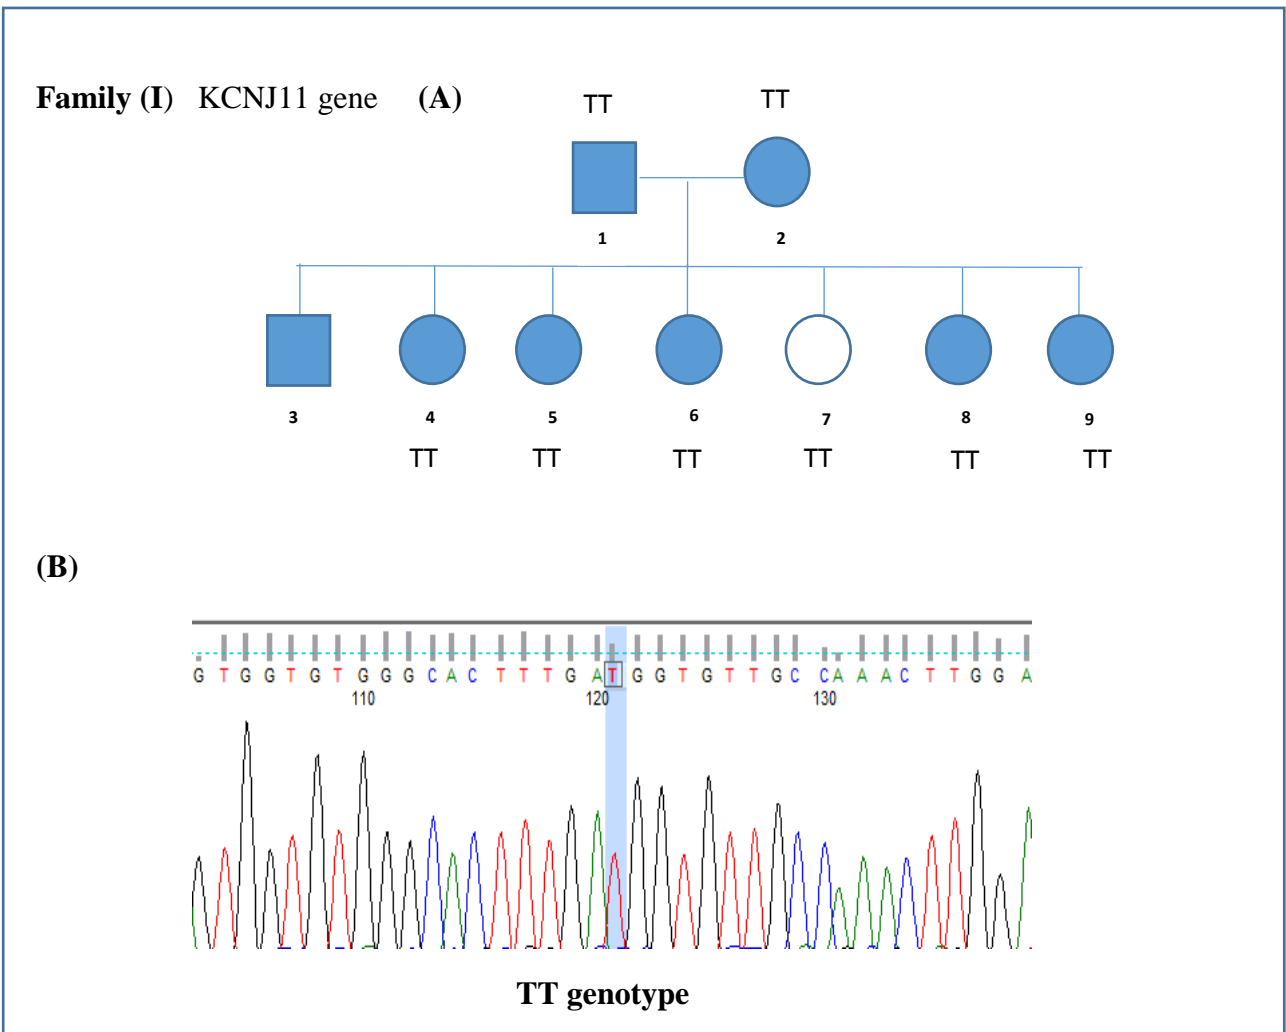 Family (I) KCNJ11 gene (A)
TT TT
1 2
3 4 5 6 7 8 9
TT TT TT TT TT TT
(B)
G T G G T G T G G G C A C T T T G A T G G T G T T G C C A A A C T T G G A
110 120 130
TT genotype